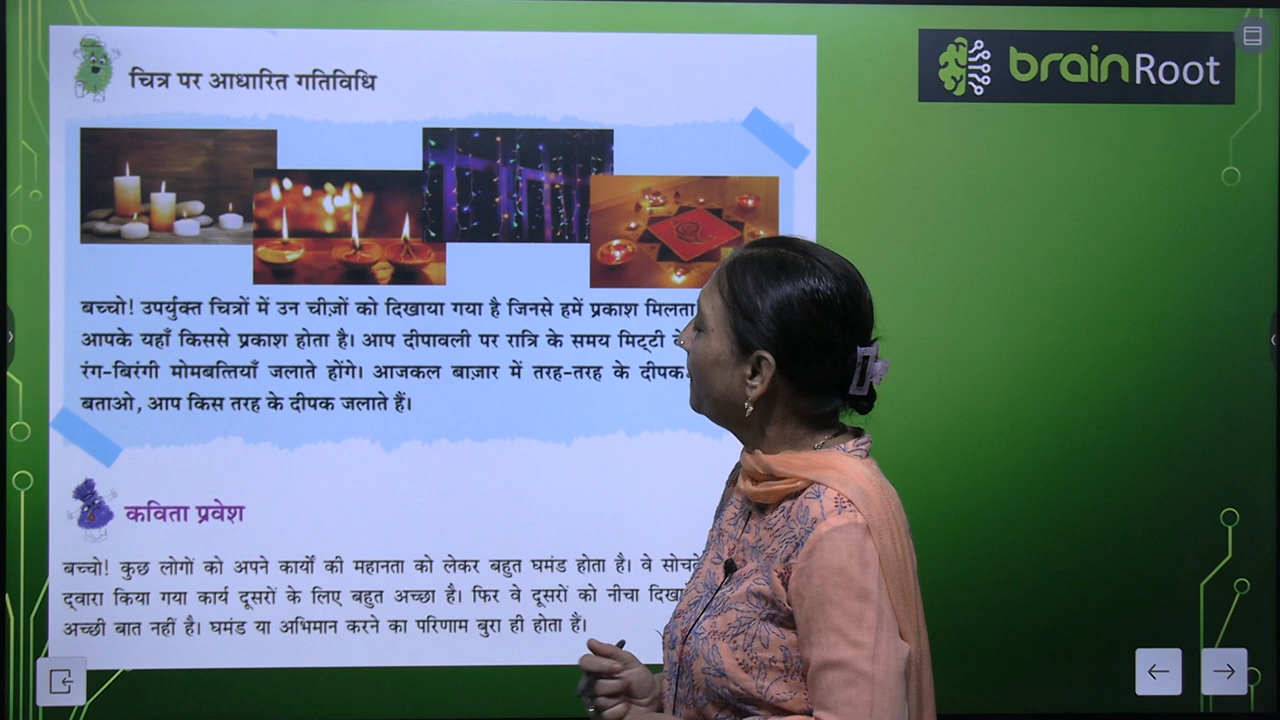 चित्र पर आधारित गतिविधि
brainRoot
बच्चो! उपर्युक्त चित्रों में उन चीज़ों को दिखाया गया है जिनसे हमें प्रकाश मिलता
आपके यहाँ किससे प्रकाश होता है। आप दीपावली पर रात्रि के समय मिट्टी
रंग-बिरंगी मोमबत्तियाँ जलाते होंगे। आजकल बाज़ार में तरह-तरह के दीपक
बताओ, आप किस तरह के दीपक जलाते हैं।
कविता प्रवेश
बच्चो! कुछ लोगों को अपने कार्यों की महानता को लेकर बहुत घमंड होता है। वे
द्वारा किया गया कार्य दूसरों के लिए बहुत अच्छा है। फिर वे दूसरों को नीचा
अच्छी बात नहीं है। घमंड या अभिमान करने का परिणाम बुरा ही होता है।